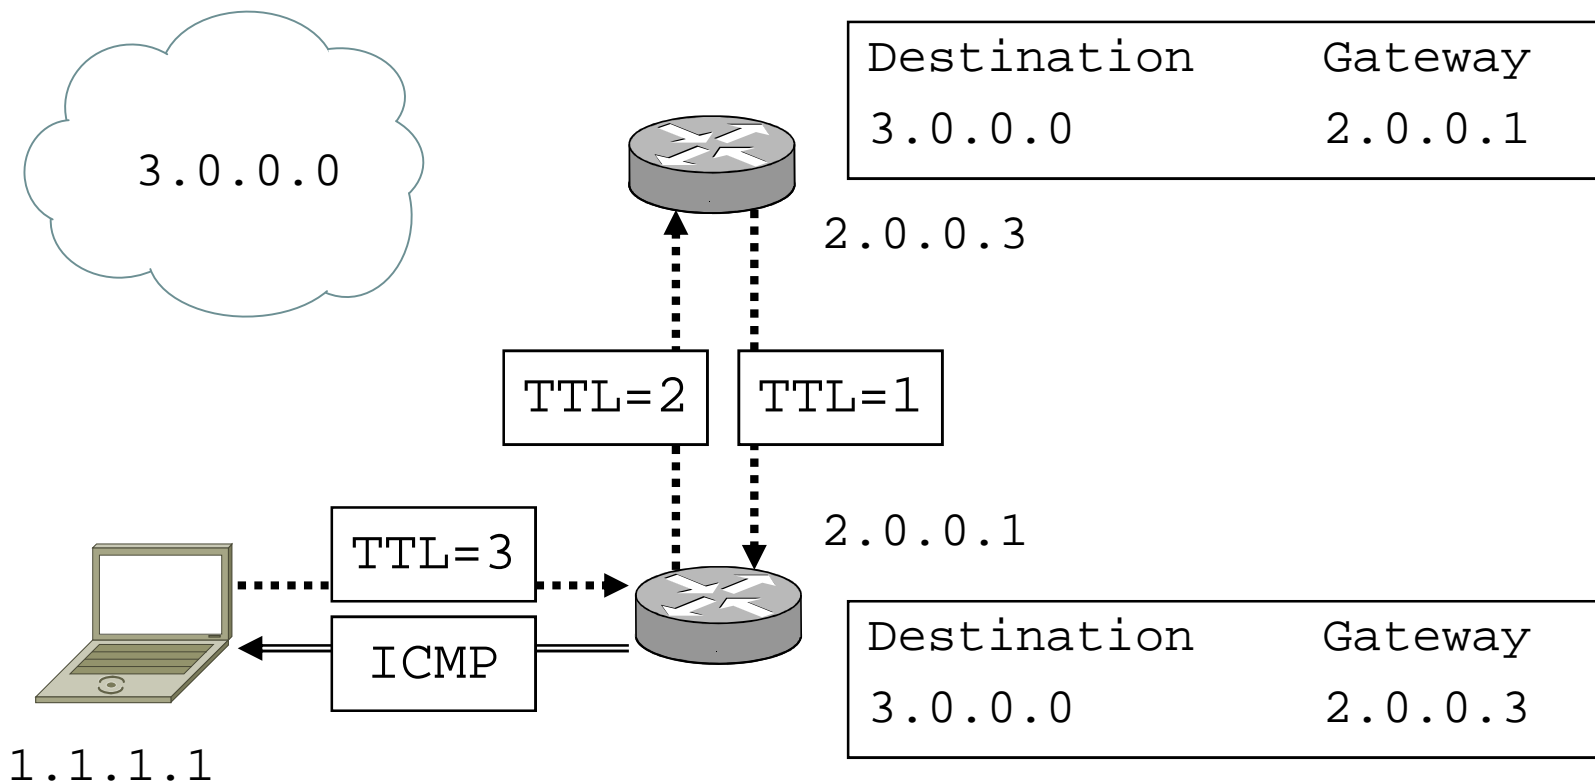 Destination Gateway
3.0.0.0 2.0.0.1
3.0.0.0
2.0.0.3
TTL=2 TTL=1
2.0.0.1
TTL=3
ICMP
Destination Gateway
3.0.0.0 2.0.0.3
1.1.1.1